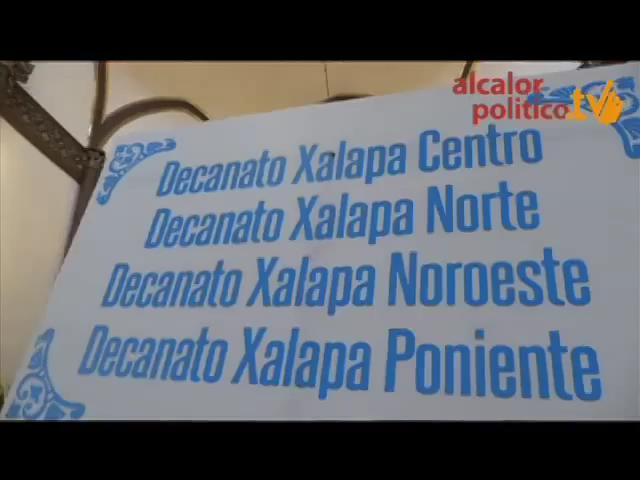 alcalor
politico tv
Decanato Xalapa Centro
Decanato Xalapa Norte
Decanato Xalapa Noroeste
Decanato Xalapa Poniente